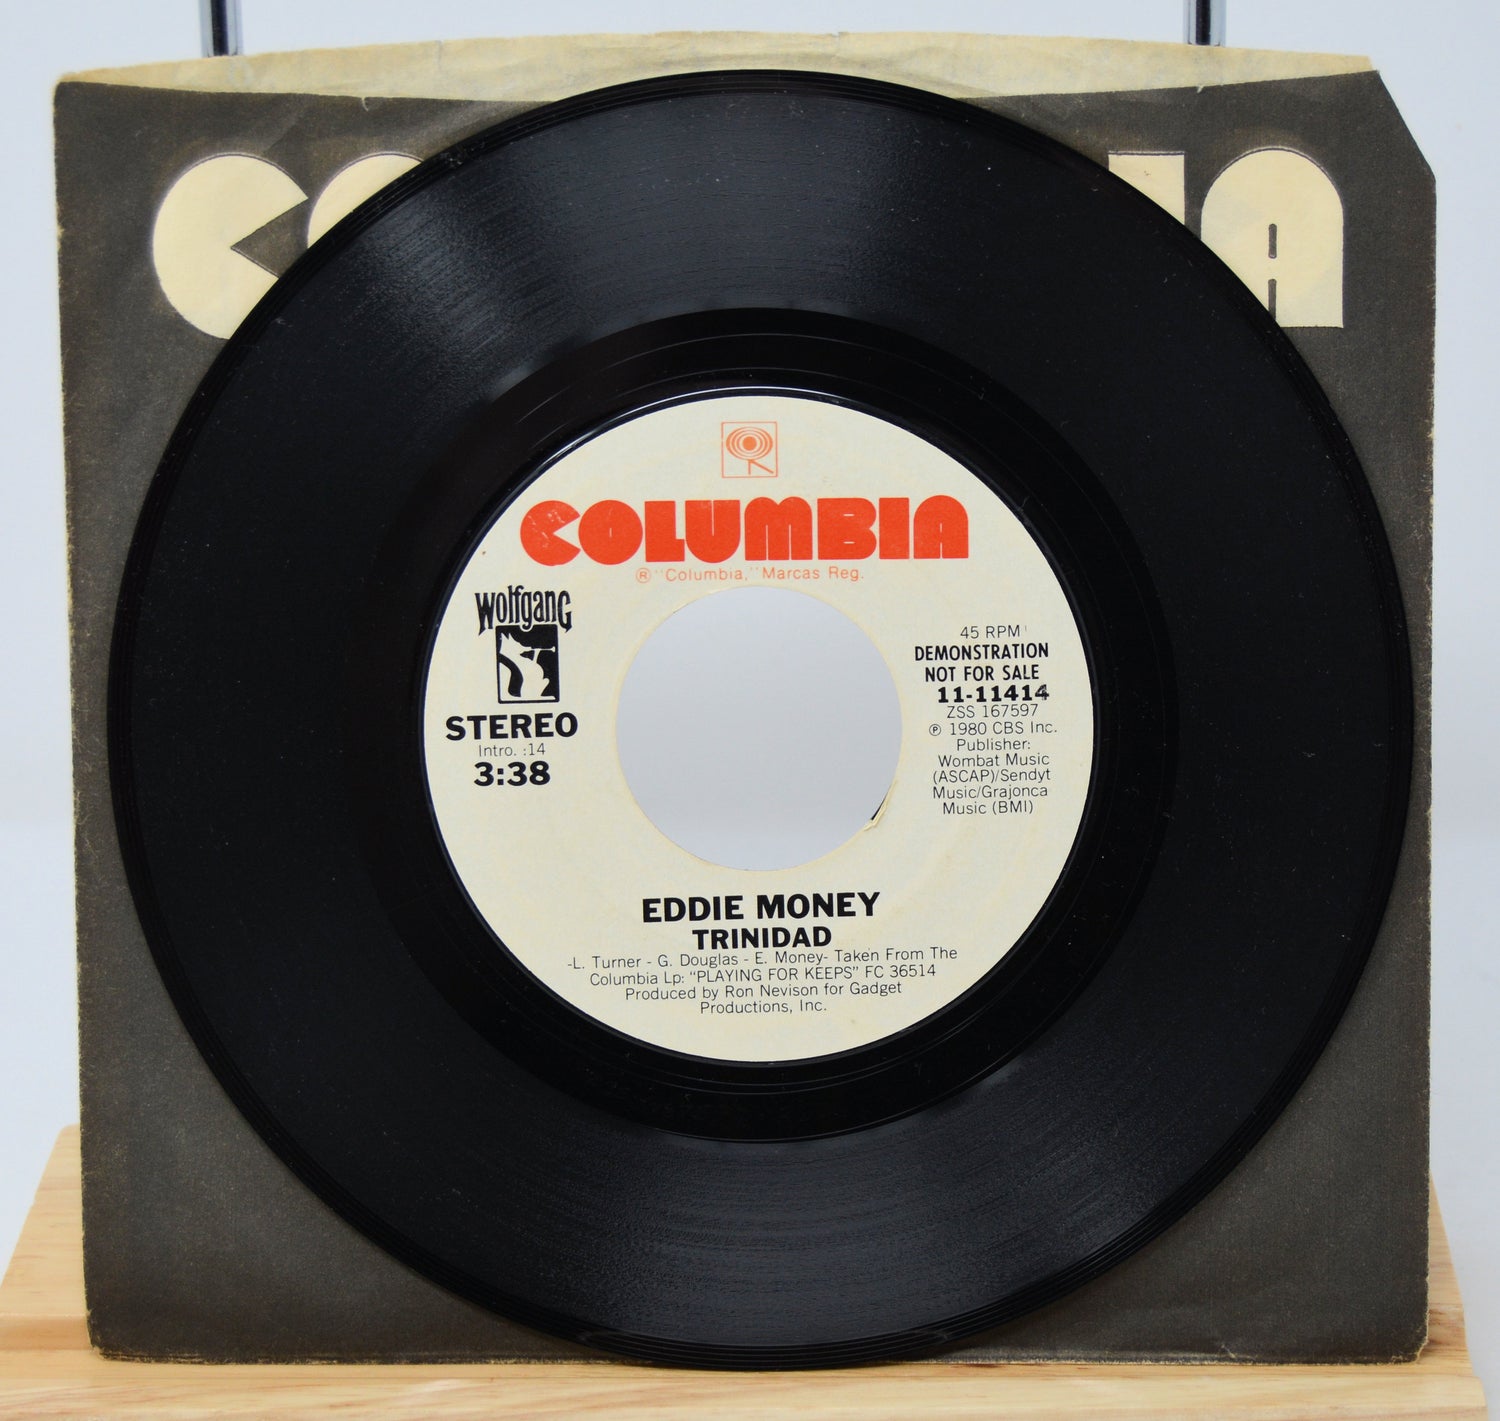 COLUMBIA
® "Columbia," Marcas Reg.
Wolfgang
STEREO
Intro. :14
3:38
45 RPM
DEMONSTRATION
NOT FOR SALE
11-11414
ZSS 167597
℗ 1980 CBS Inc.
Publisher:
Wombat Music
(ASCAP)/Sendyt
Music/Grajonca
Music (BMI)
EDDIE MONEY
TRINIDAD
-L. Turner - G. Douglas - E. Money- Taken From The
Columbia Lp: "PLAYING FOR KEEPS" FC 36514
Produced by Ron Nevison for Gadget
Productions, Inc.